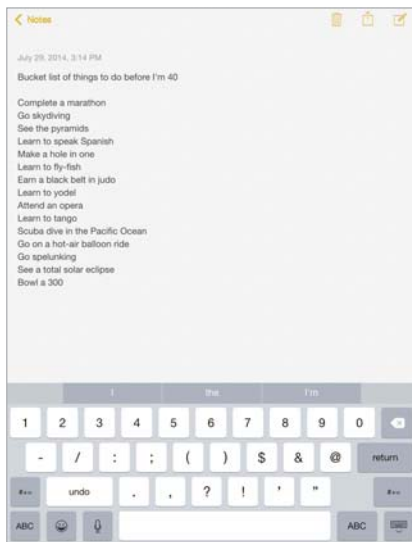 Notes
July 29, 2014, 3:14 PM
Bucket list of things to do before I'm 40
Complete a marathon
Go skydiving
See the pyramids
Learn to speak Spanish
Make a hole in one
Learn to fly-fish
Earn a black belt in judo
Learn to yodel
Attend an opera
Learn to tango
Scuba dive in the Pacific Ocean
Go on a hot-air balloon ride
Go spelunking
See a total solar eclipse
Bowl a 300
I the I'm
1 2 3 4 5 6 7 8 9 0
- / : ; ( ) $ & @ return
#+= undo . , ? ! ' " #+=
ABC ABC